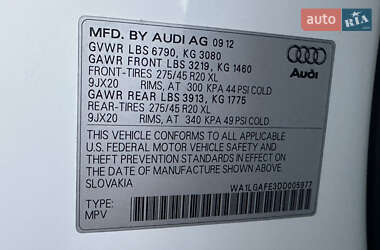 auto RIA.com
MFD. BY AUDI AG 09 12
GVWR LBS 6790, KG 3080
GAWR FRONT LBS 3219, KG 1460
FRONT-TIRES 275/45 R20 XL
9JX20 RIMS, AT 300 KPA 44 PSI COLD
GAWR REAR LBS 3913, KG 1775
REAR-TIRES 275/45 R20 XL
9JX20 RIMS, AT 340 KPA 49 PSI COLD
Audi
THIS VEHICLE CONFORMS TO ALL APPLICABLE
U.S. FEDERAL MOTOR VEHICLE SAFETY AND
THEFT PREVENTION STANDARDS IN EFFECT ON
THE DATE OF MANUFACTURE SHOWN ABOVE.
SLOVAKIA WA1LGAFE3DD005977
TYPE:
MPV